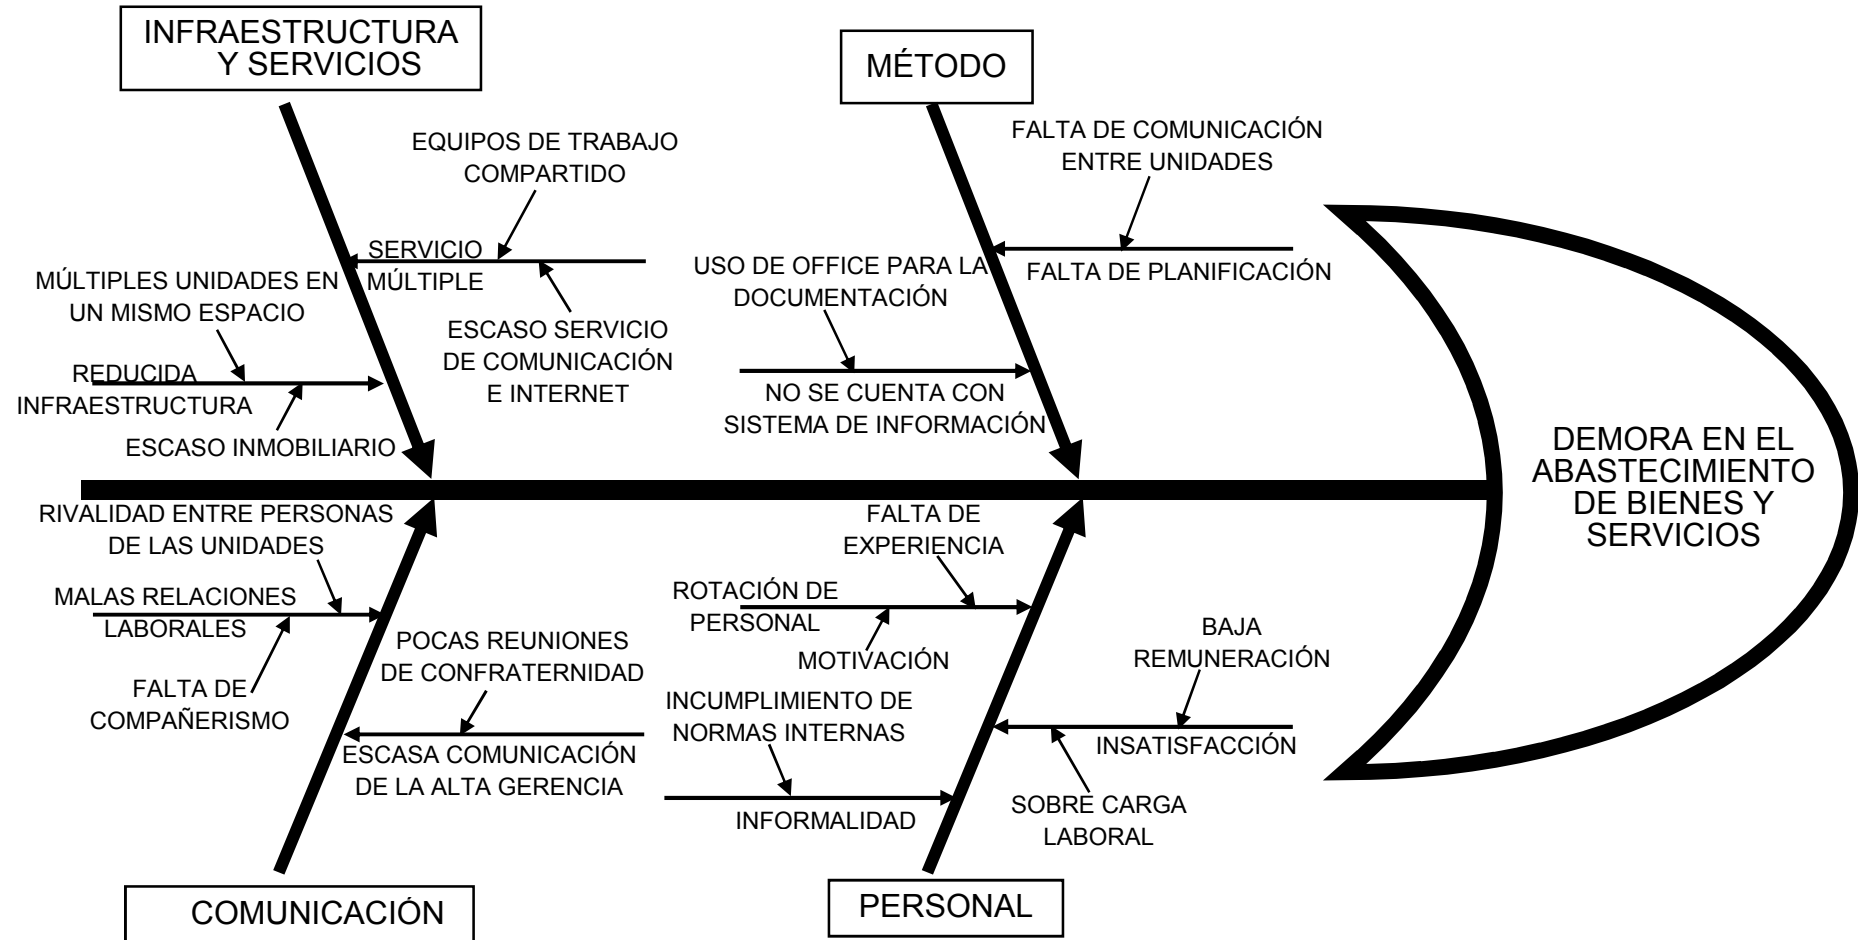 INFRAESTRUCTURA
Y SERVICIOS
MÉTODO
EQUIPOS DE TRABAJO
COMPARTIDO
SERVICIO
MÚLTIPLE
ESCASO SERVICIO
DE COMUNICACIÓN
E INTERNET
MÚLTIPLES UNIDADES EN
UN MISMO ESPACIO
REDUCIDA
INFRAESTRUCTURA
ESCASO INMOBILIARIO
FALTA DE COMUNICACIÓN
ENTRE UNIDADES
FALTA DE PLANIFICACIÓN
USO DE OFFICE PARA LA
DOCUMENTACIÓN
NO SE CUENTA CON
SISTEMA DE INFORMACIÓN
DEMORA EN EL
ABASTECIMIENTO
DE BIENES Y
SERVICIOS
RIVALIDAD ENTRE PERSONAS
DE LAS UNIDADES
MALAS RELACIONES
LABORALES
FALTA DE
COMPAÑERISMO
POCAS REUNIONES
DE CONFRATERNIDAD
ESCASA COMUNICACIÓN
DE LA ALTA GERENCIA
FALTA DE
EXPERIENCIA
ROTACIÓN DE
PERSONAL
MOTIVACIÓN
INCUMPLIMIENTO DE
NORMAS INTERNAS
INFORMALIDAD
BAJA
REMUNERACIÓN
INSATISFACCIÓN
SOBRE CARGA
LABORAL
COMUNICACIÓN
PERSONAL